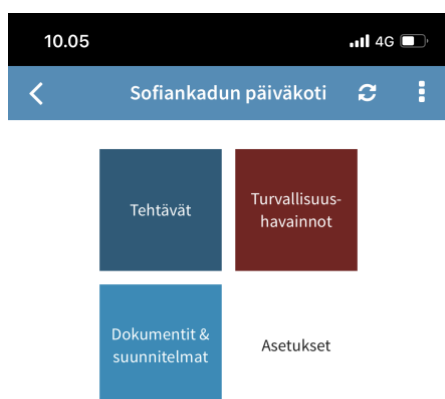 10.05 4G
Sofiankadun päiväkoti
Tehtävät
Turvallisuus-
havainnot
Dokumentit &
suunnitelmat
Asetukset